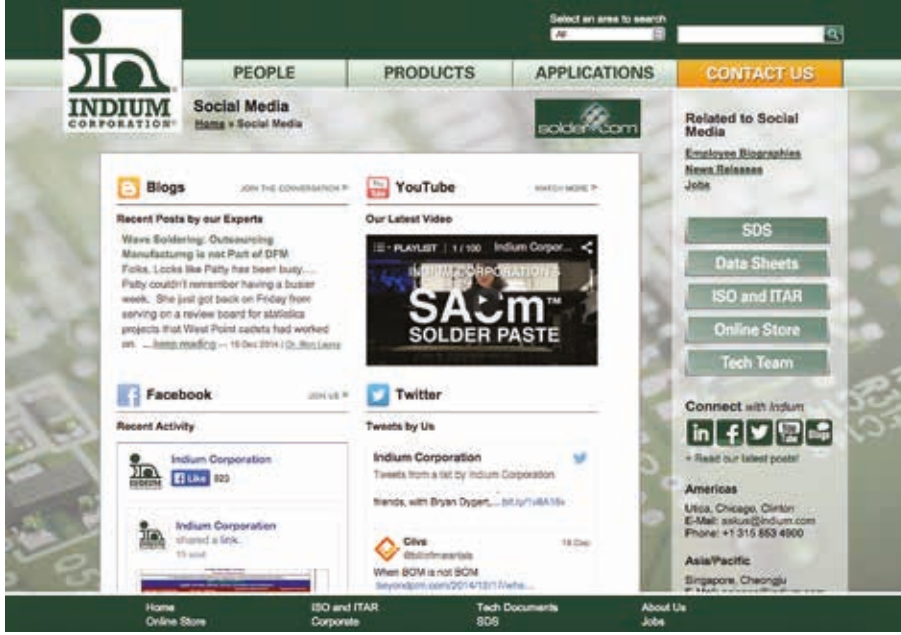 Select an area to search
All
INDIUM
CORPORATION®
PEOPLE
PRODUCTS
APPLICATIONS
CONTACT US
Social Media
Home » Social Media
solder.com
Blogs
JOIN THE CONVERSATION »
Recent Posts by our Experts
Wave Soldering: Outsourcing
Manufacturing is not Part of DFM
Folks, Looks like Patty has been busy....
Patty couldn't remember having a busier
week. She just got back on Friday from
serving on a review board for statistics
projects that West Point cadets had worked
on. ... keep reading — 15 Dec 2014 | Dr. Ron Lasky
YouTube
WATCH MORE »
Our Latest Video
PLAYLIST | 1 / 100 Indium Corpor...
INDIUM CORPORATION'S
SACm™
SOLDER PASTE
Facebook
JOIN US »
Recent Activity
Indium Corporation
Like 923
Indium Corporation
shared a link.
Twitter
Tweets by Us
Indium Corporation
Tweets from a list by Indium Corporation
friends, with Bryan Dygert,...
Clive
@billofmaterials
When BOM is not BOM
beyondplm.com/2014/12/17/whe...
Related to Social
Media
Employee Biographies
News Releases
Jobs
SDS
Data Sheets
ISO and ITAR
Online Store
Tech Team
Connect with Indium
in f You Tube Blogs
+ Read our latest posts!
Americas
Utica, Chicago, Clinton
E-Mail: askus@indium.com
Phone: +1 315 853 4900
Asia/Pacific
Singapore, Cheongju
Home
ISO and ITAR
Tech Documents
About Us
Online Store
Corporate
SDS
Jobs